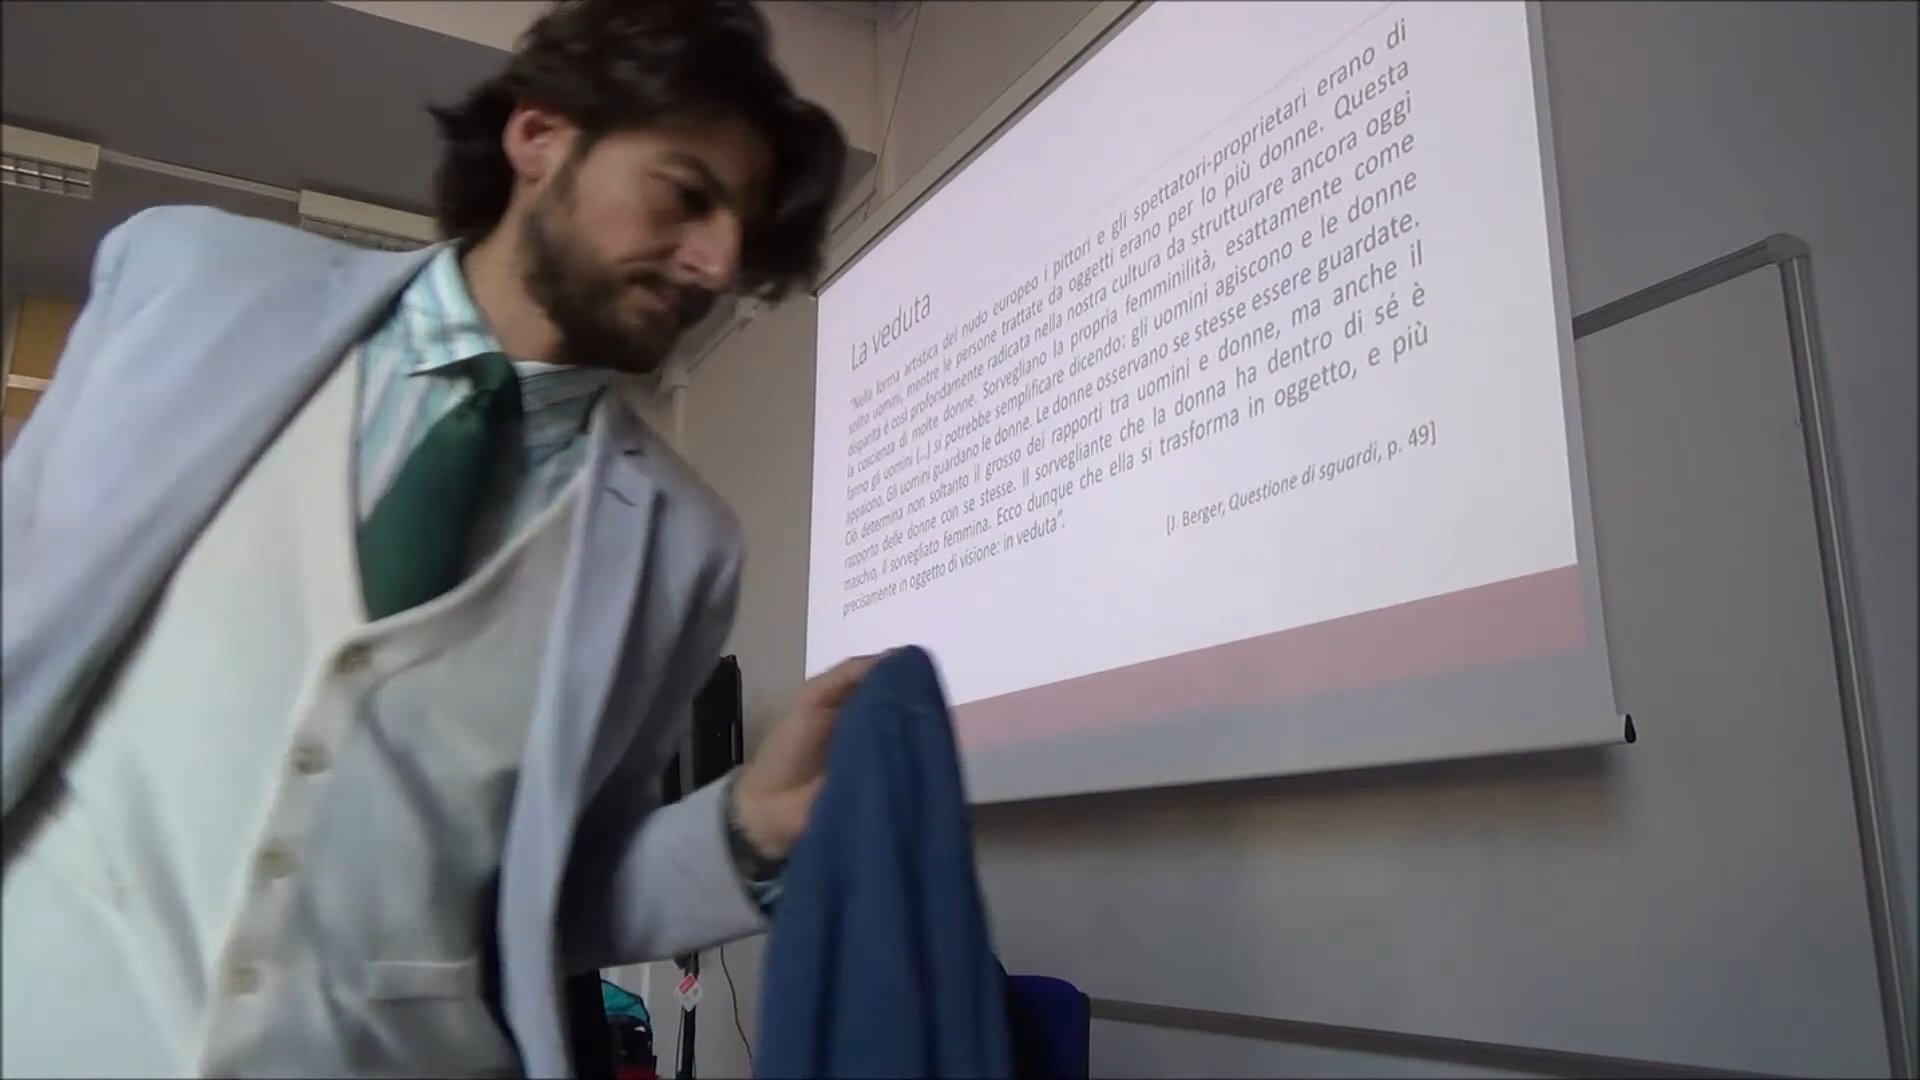 La veduta
"Nella forma artistica del nudo europeo i pittori e gli spettatori-proprietari erano di
solito uomini, mentre le persone trattate da oggetti erano per lo più donne. Questa
disparità è così profondamente radicata nella nostra cultura da strutturare ancora oggi
la coscienza di molte donne. Sorvegliano la propria femminilità, esattamente come
fanno gli uomini (...) si potrebbe semplificare dicendo: gli uomini agiscono e le donne
appaiono. Gli uomini guardano le donne. Le donne osservano se stesse essere guardate.
Ciò determina non soltanto il grosso dei rapporti tra uomini e donne, ma anche il
rapporto delle donne con se stesse. Il sorvegliante che la donna ha dentro di sé è
maschio, il sorvegliato femmina. Ecco dunque che ella si trasforma in oggetto, e più
precisamente in oggetto di visione: in veduta".
[J. Berger, Questione di sguardi, p. 49]